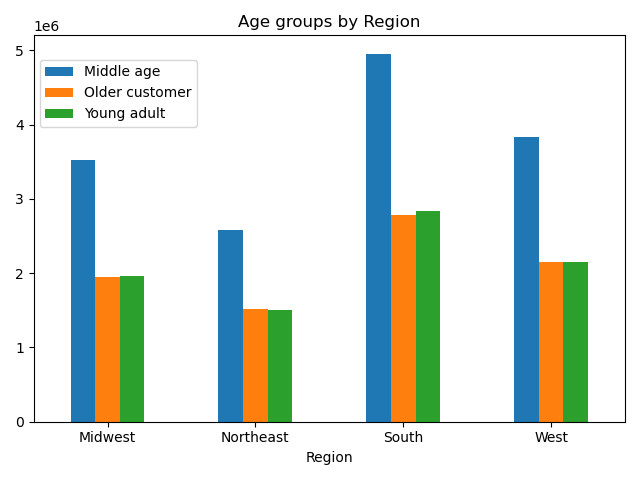 Age groups by Region
1e6
5
4
3
2
1
0
Middle age
Older customer
Young adult
Midwest Northeast South West
Region